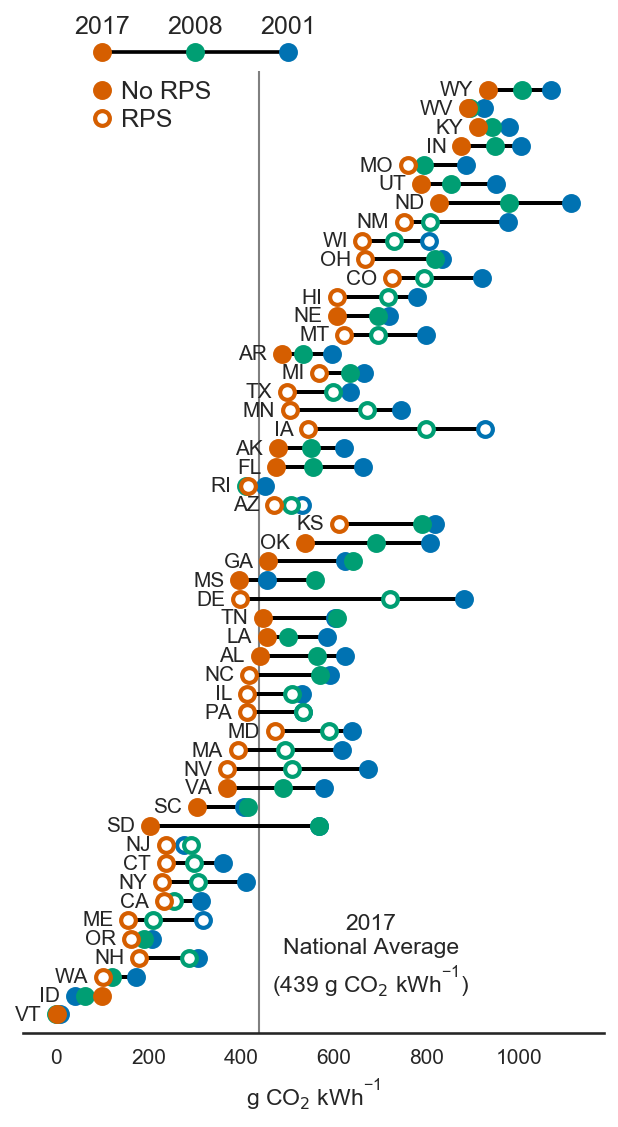 2017 2008 2001
No RPS
RPS
WY
WV
KY
IN
MO
UT
ND
NM
WI
OH
CO
HI
NE
MT
AR
MI
TX
MN
IA
AK
FL
RI
AZ
KS
OK
GA
MS
DE
TN
LA
AL
NC
IL
PA
MD
MA
NV
VA
SC
SD
NJ
CT
NY
CA
ME
OR
NH
WA
ID
VT
2017
National Average
(439 g CO₂ kWh⁻¹)
0 200 400 600 800 1000
g CO₂ kWh⁻¹